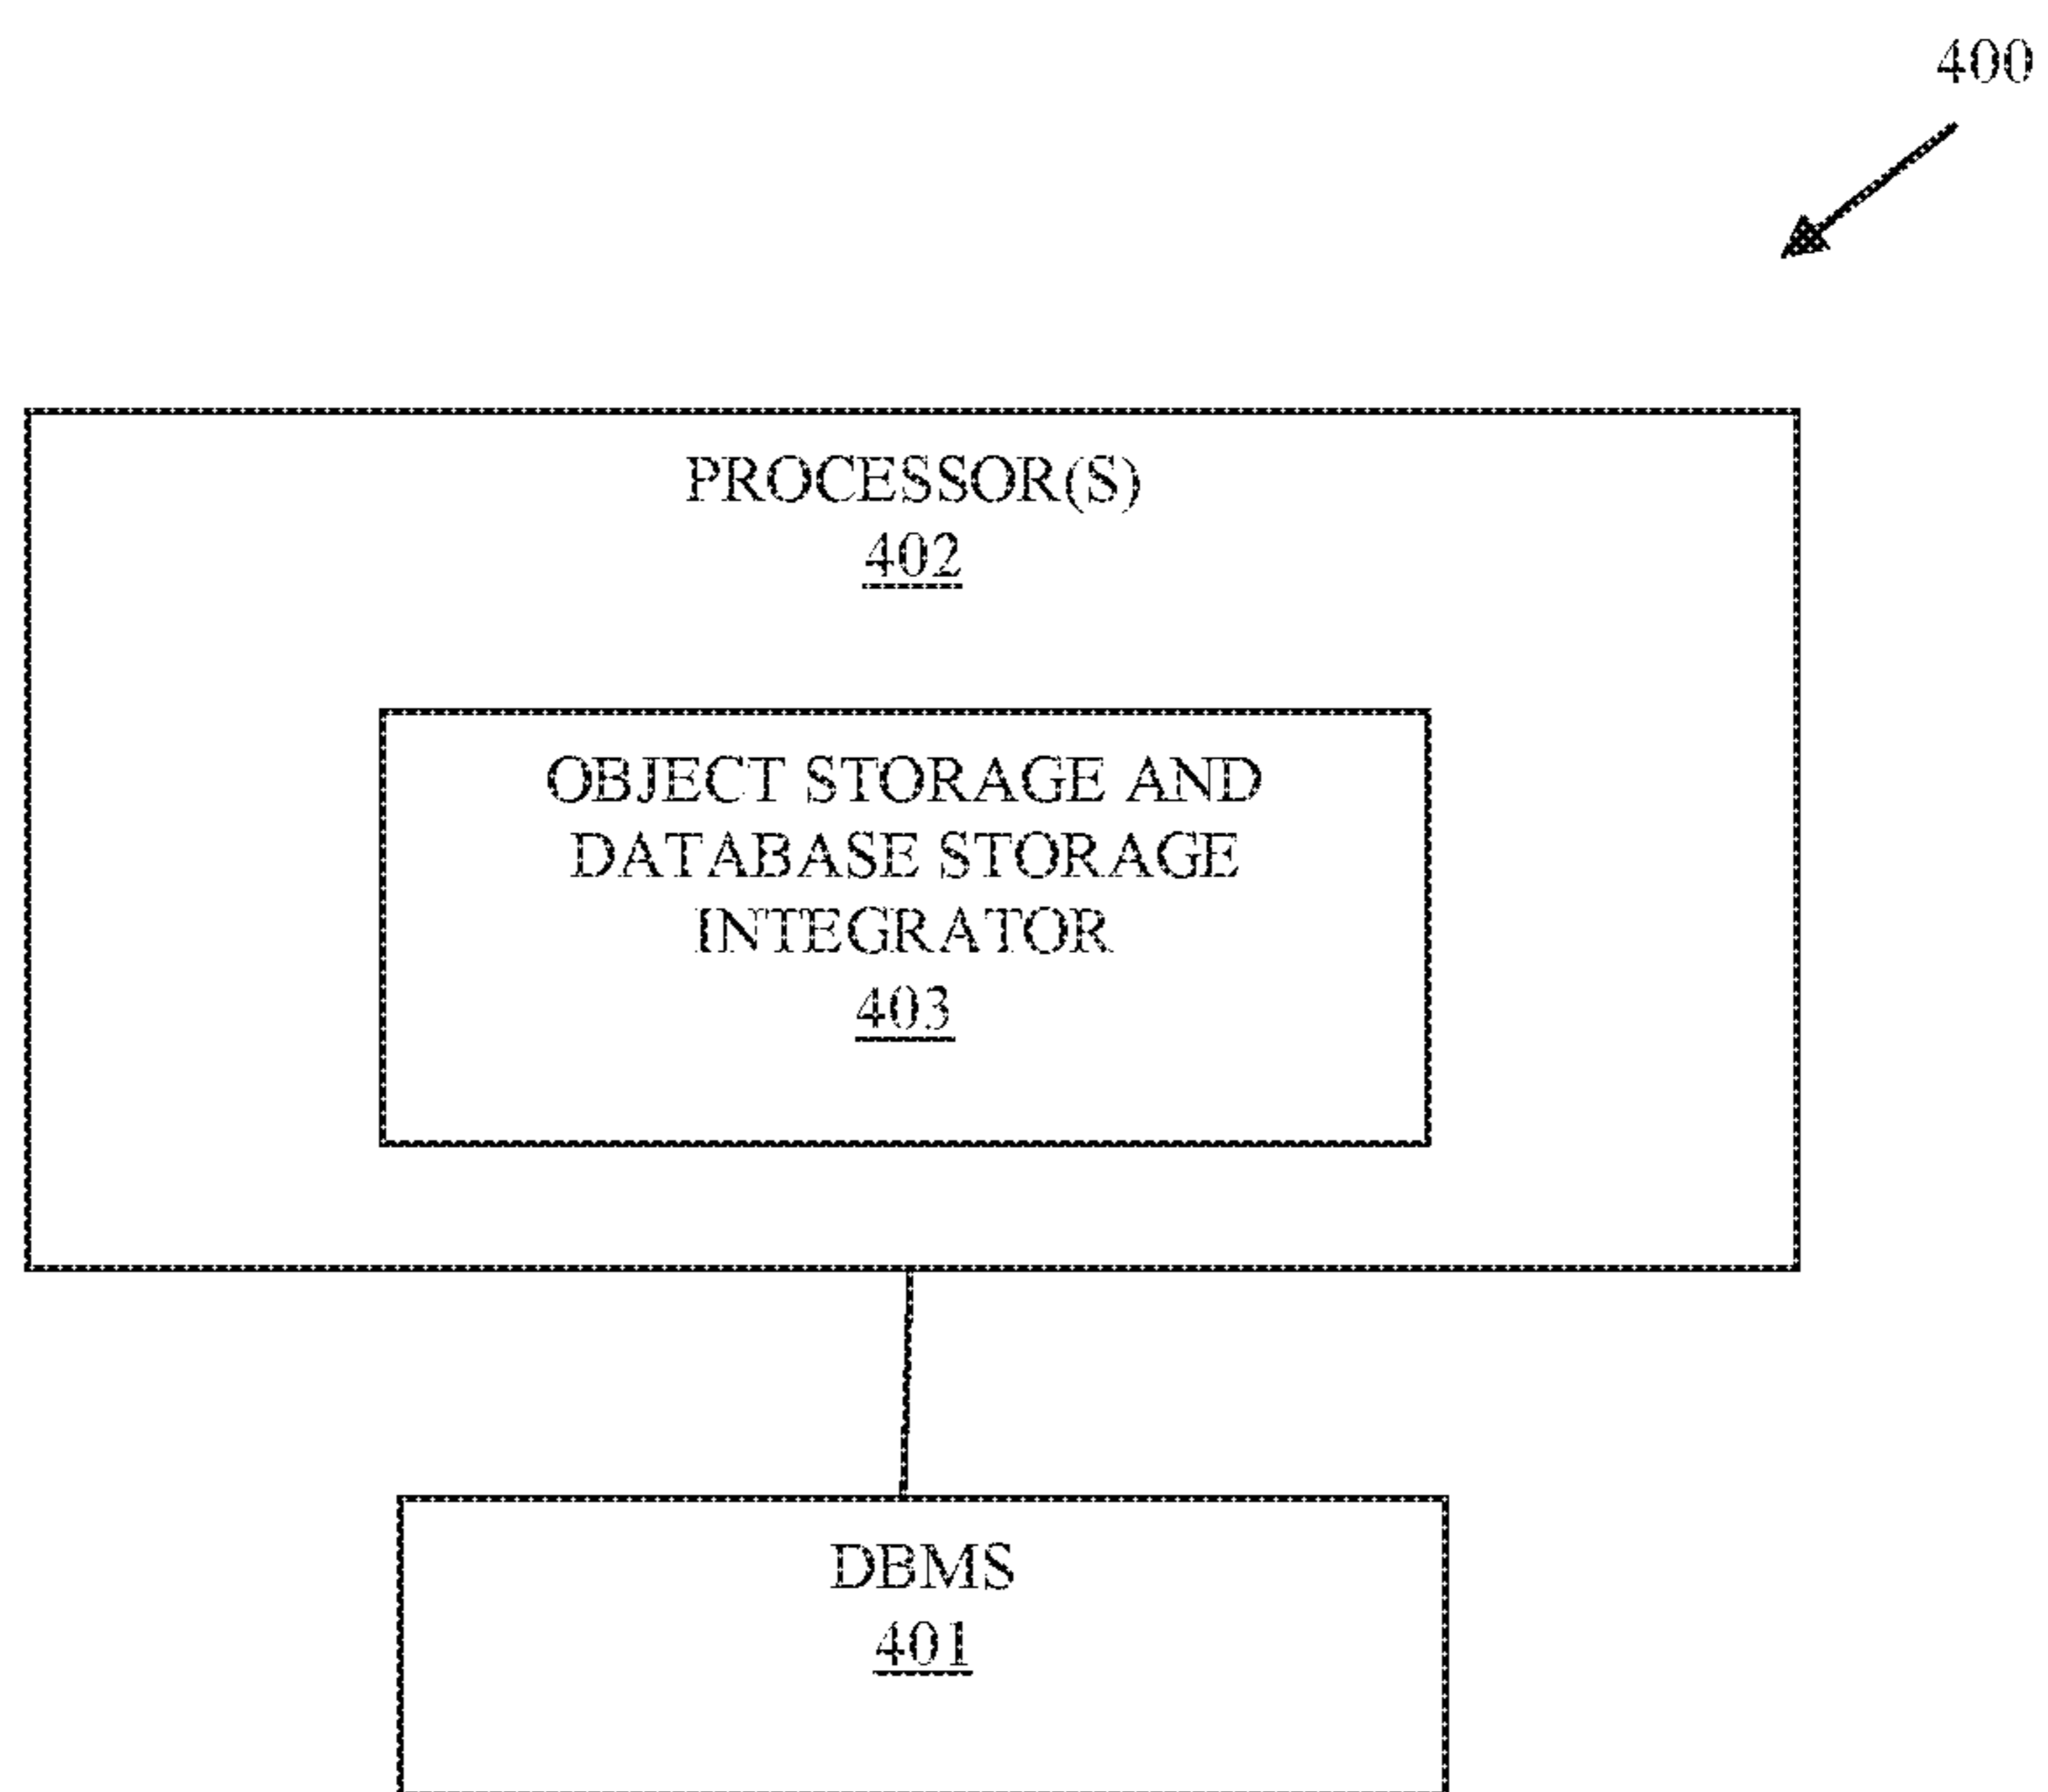 400
PROCESSOR(S)
402
OBJECT STORAGE AND
DATABASE STORAGE
INTEGRATOR
403
DBMS
401